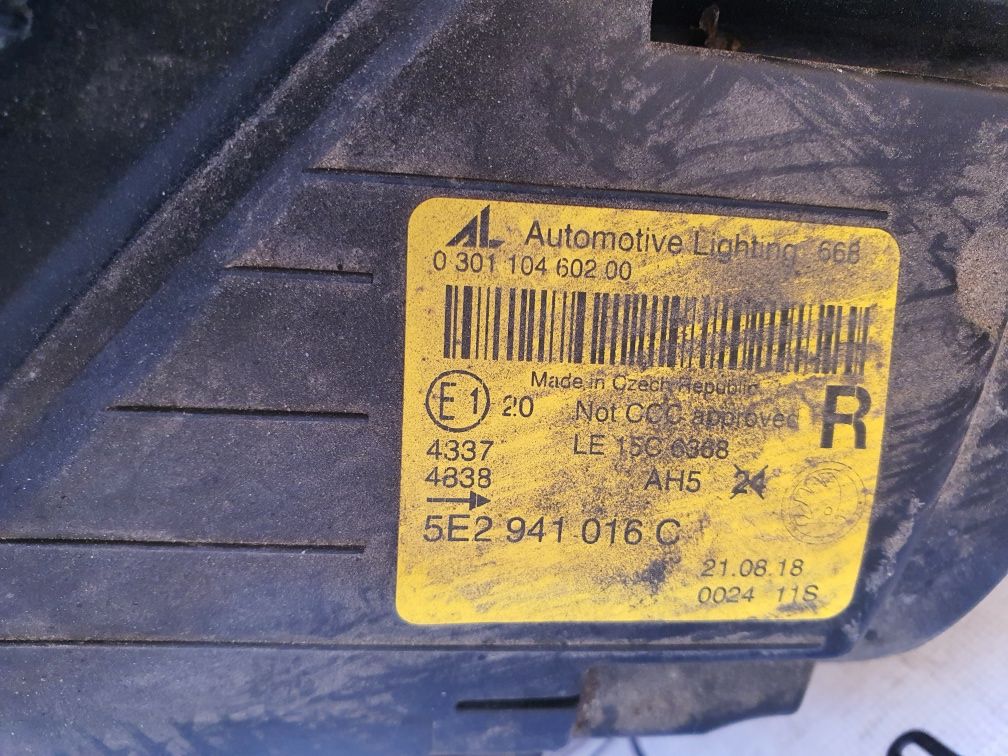 AL Automotive Lighting 668
0 301 104 602 00
Made in Czech Republic
E1 20 Not CCC approved R
4337 LE 15C 6368
4838 AH5 24
5E2 941 016 C
21.08.18
0024 11S